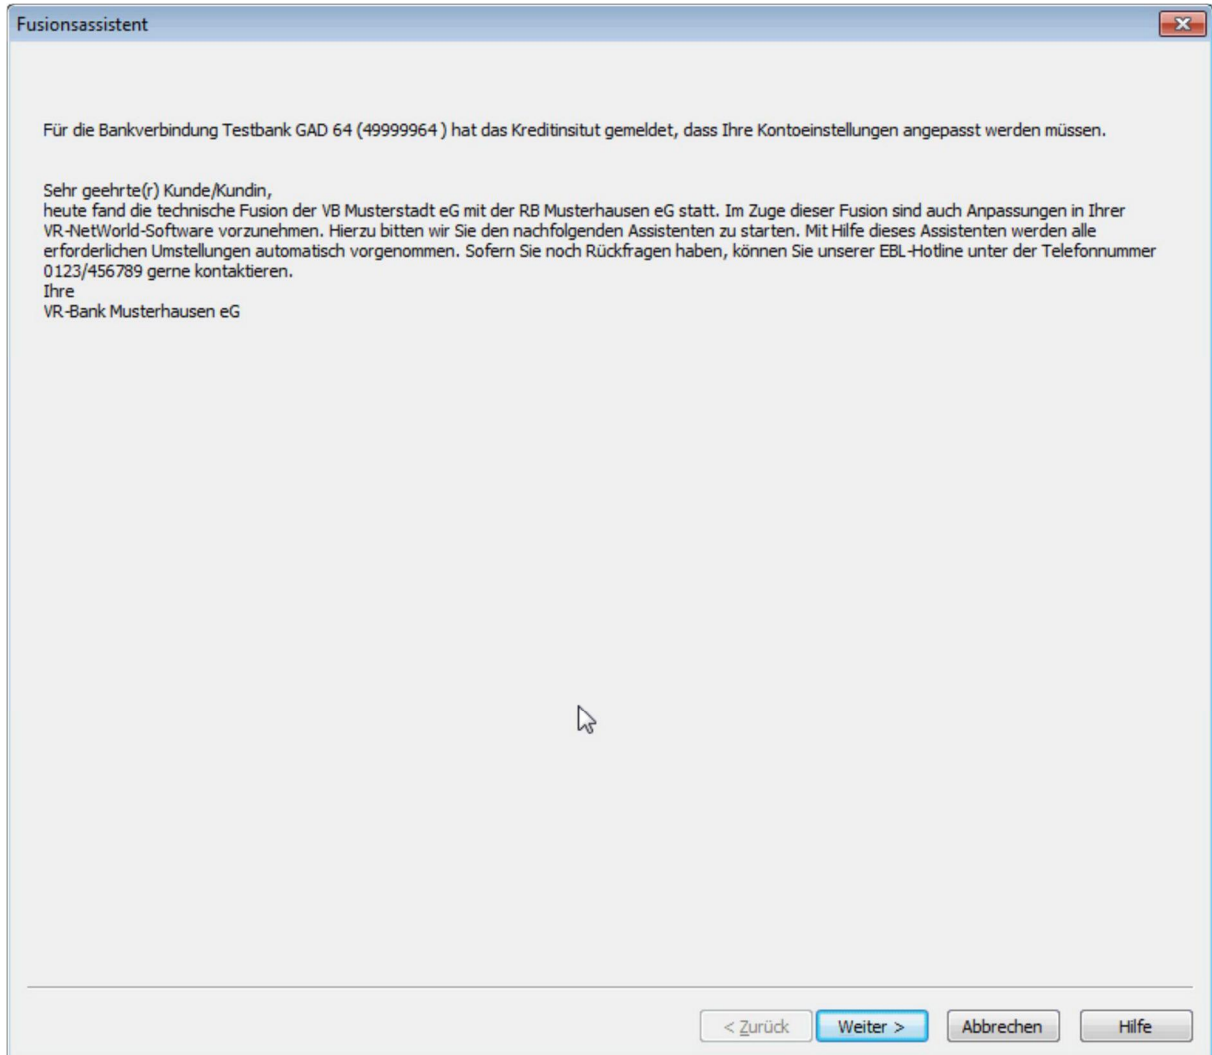 Fusionsassistent
Für die Bankverbindung Testbank GAD 64 (49999964 ) hat das Kreditinsitut gemeldet, dass Ihre Kontoeinstellungen angepasst werden müssen.
Sehr geehrte(r) Kunde/Kundin,
heute fand die technische Fusion der VB Musterstadt eG mit der RB Musterhausen eG statt. Im Zuge dieser Fusion sind auch Anpassungen in Ihrer
VR-NetWorld-Software vorzunehmen. Hierzu bitten wir Sie den nachfolgenden Assistenten zu starten. Mit Hilfe dieses Assistenten werden alle
erforderlichen Umstellungen automatisch vorgenommen. Sofern Sie noch Rückfragen haben, können Sie unserer EBL-Hotline unter der Telefonnummer
0123/456789 gerne kontaktieren.
Ihre
VR-Bank Musterhausen eG
< Zurück Weiter > Abbrechen Hilfe